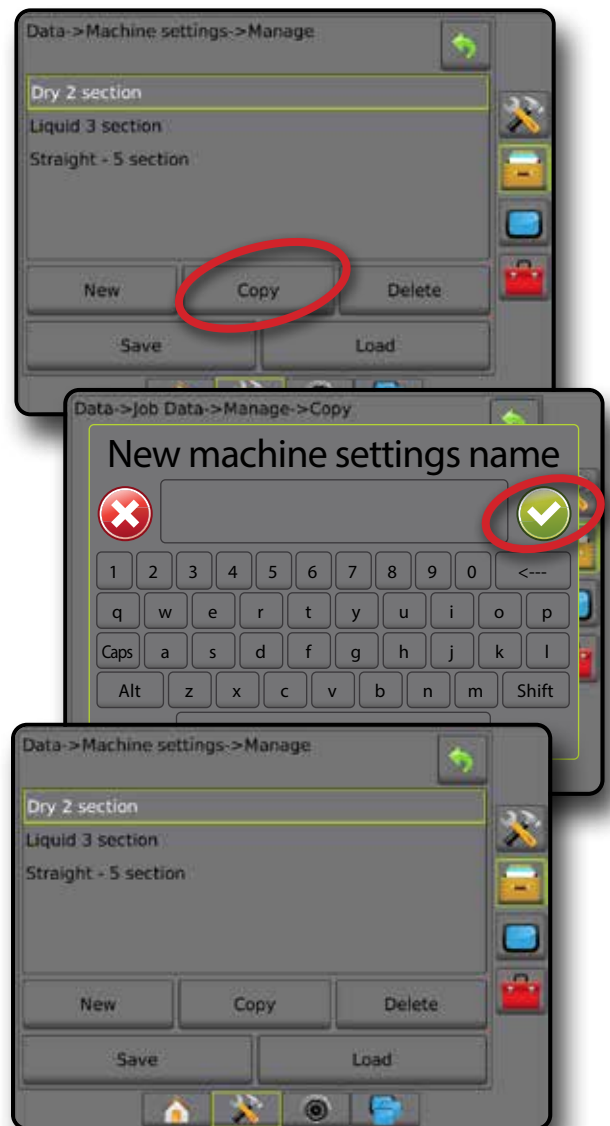 Data->Machine settings->Manage
Dry 2 section
Liquid 3 section
Straight - 5 section
New Copy Delete
Save Load
Data->Job Data->Manage->Copy
New machine settings name
1 2 3 4 5 6 7 8 9 0 <---
q w e r t y u i o p
Caps a s d f g h j k l
Alt z x c v b n m Shift
Data->Machine settings->Manage
Dry 2 section
Liquid 3 section
Straight - 5 section
New Copy Delete
Save Load